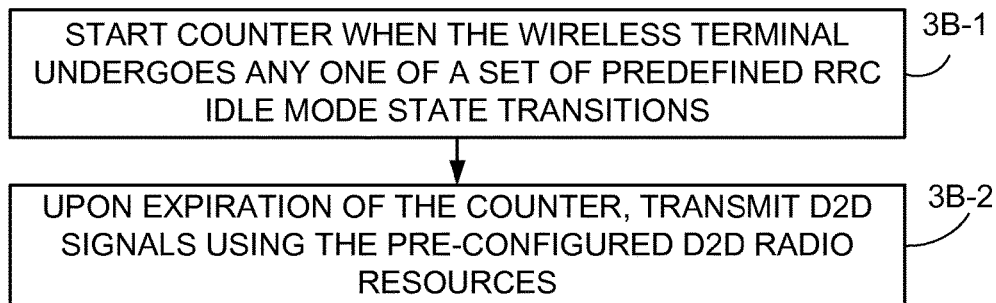 START COUNTER WHEN THE WIRELESS TERMINAL
UNDERGOES ANY ONE OF A SET OF PREDEFINED RRC
IDLE MODE STATE TRANSITIONS
3B-1
UPON EXPIRATION OF THE COUNTER, TRANSMIT D2D
SIGNALS USING THE PRE-CONFIGURED D2D RADIO
RESOURCES
3B-2